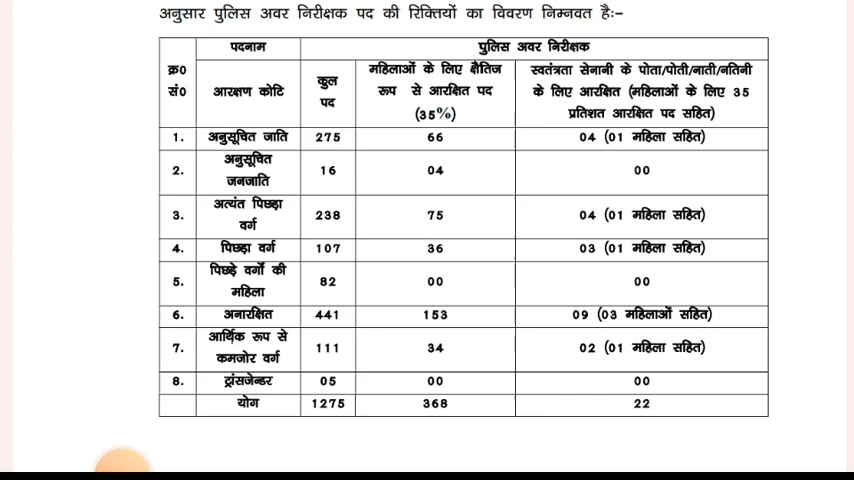 अनुसार पुलिस अवर निरीक्षक पद की रिक्तियों का विवरण निम्नवत है:-
क्र0 सं0 पदनाम पुलिस अवर निरीक्षक
आरक्षण कोटि कुल पद महिलाओं के लिए क्षैतिज रूप से आरक्षित पद (35%) स्वतंत्रता सेनानी के पोता/पोती/नाती/नतिनी के लिए आरक्षित (महिलाओं के लिए 35 प्रतिशत आरक्षित पद सहित)
1. अनुसूचित जाति 275 66 04 (01 महिला सहित)
2. अनुसूचित जनजाति 16 04 00
3. अत्यंत पिछड़ा वर्ग 238 75 04 (01 महिला सहित)
4. पिछड़ा वर्ग 107 36 03 (01 महिला सहित)
5. पिछड़े वर्गों की महिला 82 00 00
6. अनारक्षित 441 153 09 (03 महिलाओं सहित)
7. आर्थिक रूप से कमजोर वर्ग 111 34 02 (01 महिला सहित)
8. ट्रांसजेन्डर 05 00 00
योग 1275 368 22